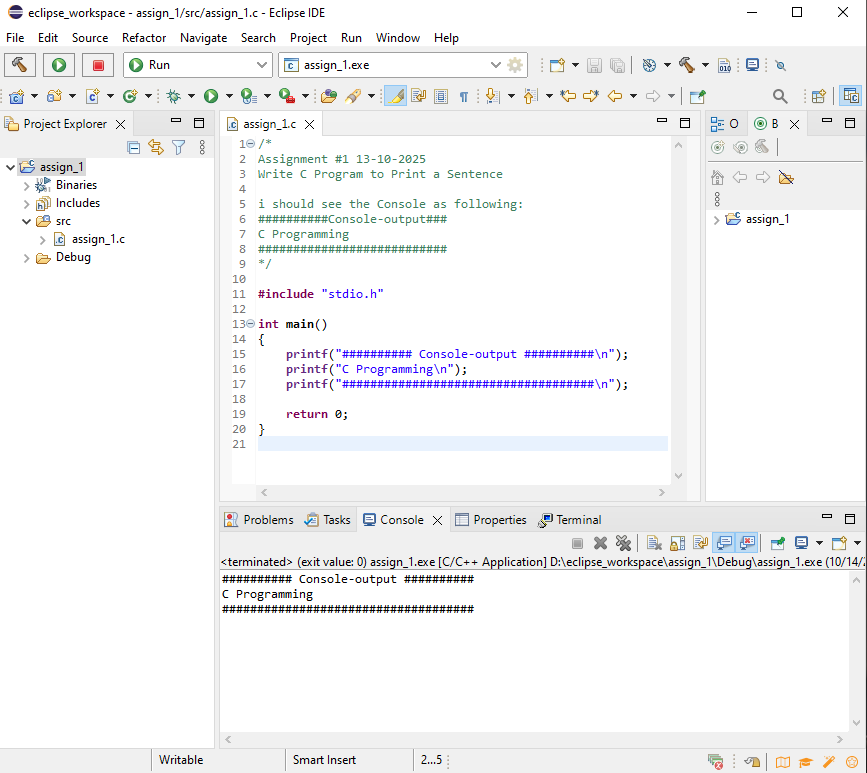 eclipse_workspace - assign_1/src/assign_1.c - Eclipse IDE
File Edit Source Refactor Navigate Search Project Run Window Help
Run assign_1.exe
010
Project Explorer
assign_1
Binaries
Includes
src
assign_1.c
Debug
assign_1.c
1 /*
2 Assignment #1 13-10-2025
3 Write C Program to Print a Sentence
4
5 i should see the Console as following:
6 ##########Console-output###
7 C Programming
8 ###########################
9 */
10
11 #include "stdio.h"
12
13 int main()
14 {
15 printf("########## Console-output ##########\n");
16 printf("C Programming\n");
17 printf("####################################\n");
18
19 return 0;
20 }
21
O B
assign_1
Problems Tasks Console Properties Terminal
<terminated> (exit value: 0) assign_1.exe [C/C++ Application] D:\eclipse_workspace\assign_1\Debug\assign_1.exe (10/14/2
########## Console-output ##########
C Programming
####################################
Writable Smart Insert 2...5